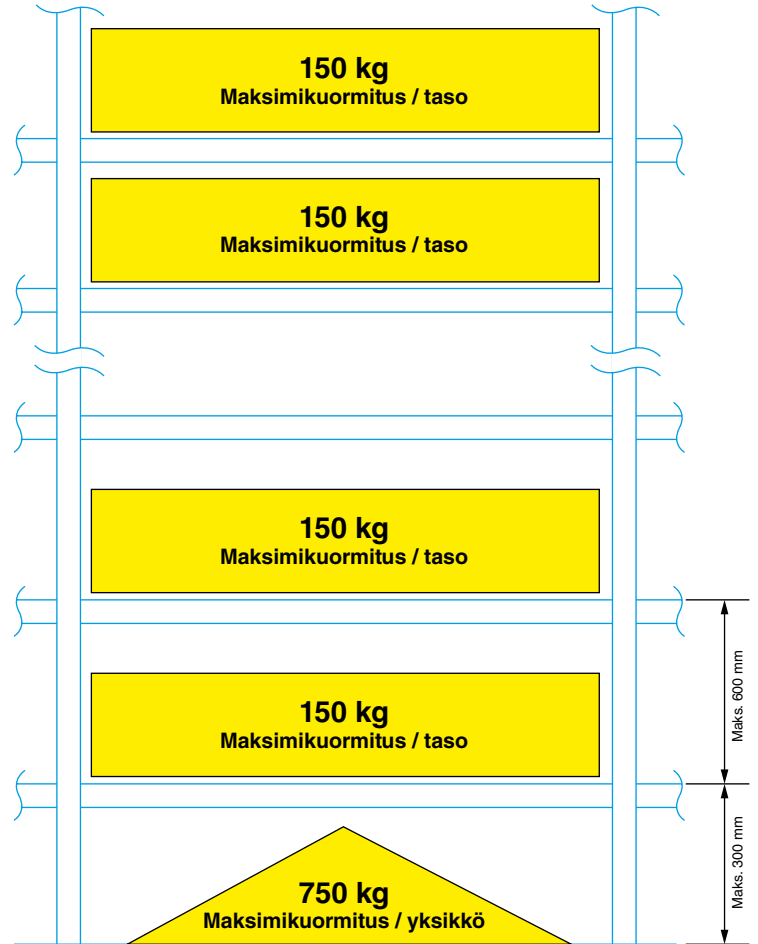 150 kg
Maksimikuormitus / taso
150 kg
Maksimikuormitus / taso
150 kg
Maksimikuormitus / taso
150 kg
Maksimikuormitus / taso
Maks. 600 mm
750 kg
Maksimikuormitus / yksikkö
Maks. 300 mm